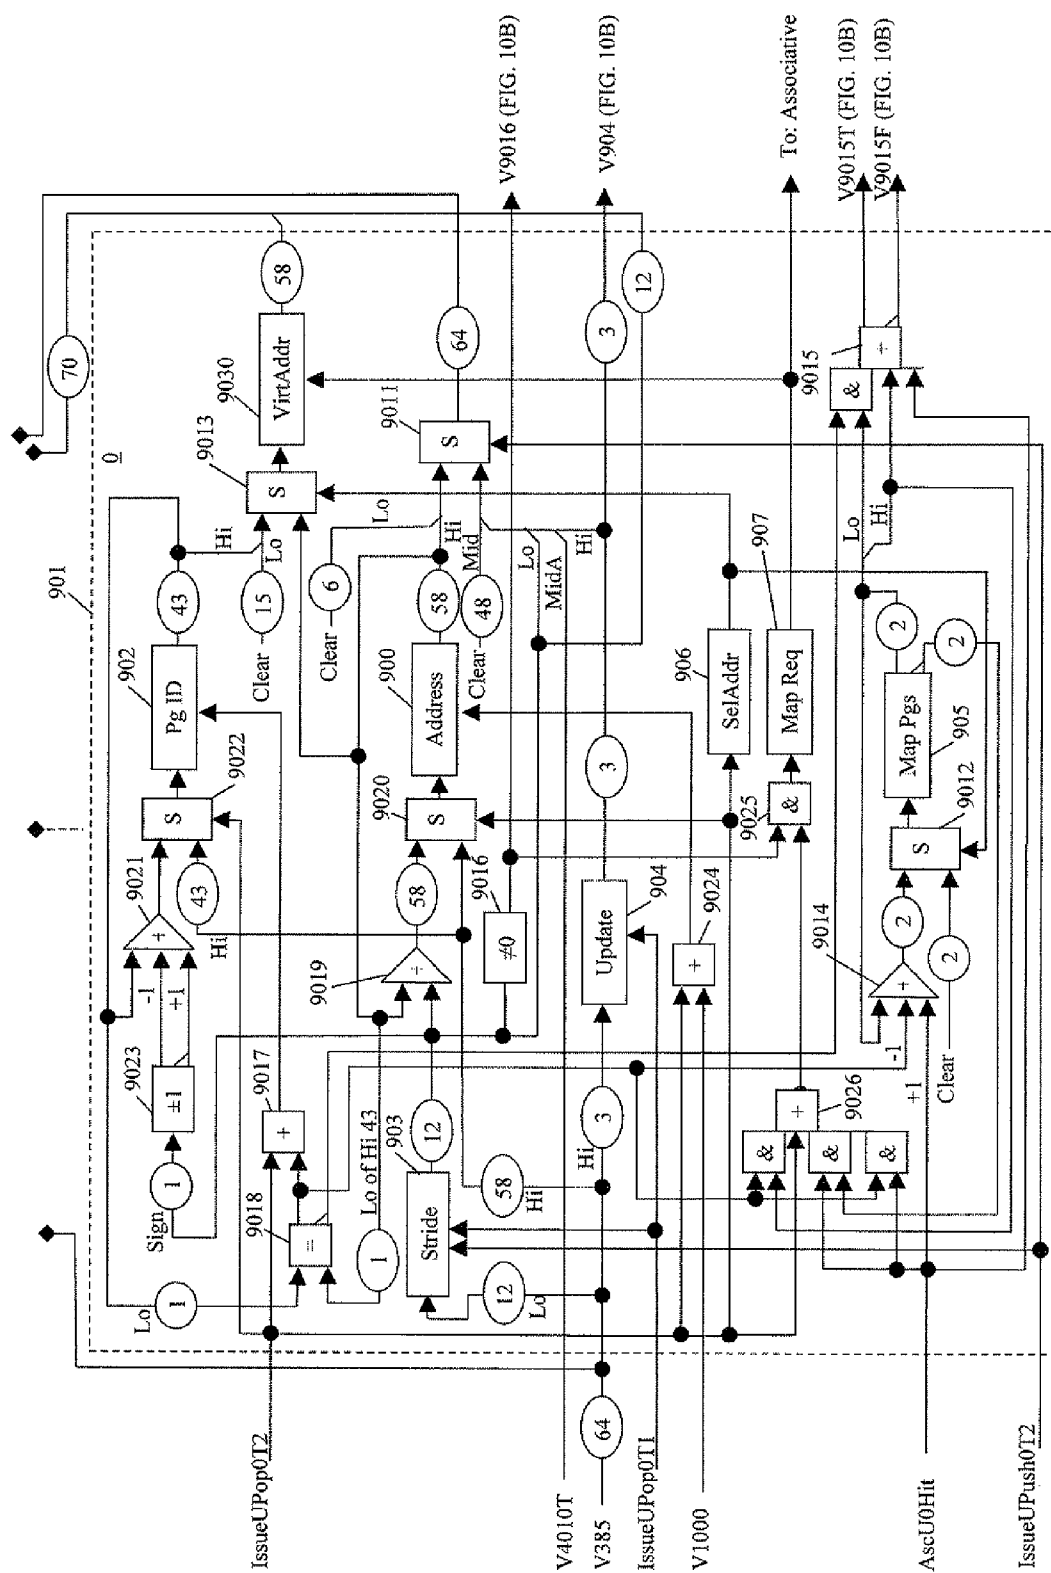 70
901
0
Lo
1
Sign
1
9023
±1
-1
+1
9021
+
Hi
43
9022
S
902
Pg ID
43
Hi
Lo
15
Clear
9013
S
9030
VirtAddr
58
IssueUPop0T2
9018
=
9017
+
1
Lo of Hi 43
903
Stride
12
12
Lo
9019
+
58
9020
S
900
Address
58
6
Clear
Lo
Hi
Mid
48
Clear
9011
S
64
12
58
Hi
9016
≠0
V9016 (FIG. 10B)
V4010T
MidA
Lo
Hi
V385
64
Hi
3
904
Update
3
3
V904 (FIG. 10B)
IssueUPop0T1
V1000
9024
+
906
SelAddr
9025
&
907
Map Req
To: Associative
&
&
&
9026
+
9014
+
-1
+1
2
2
Clear
9012
S
905
Map Pgs
2
2
Lo
Hi
9015
&
+
V9015T (FIG. 10B)
V9015F (FIG. 10B)
AscU0Hit
IssueUPush0T2